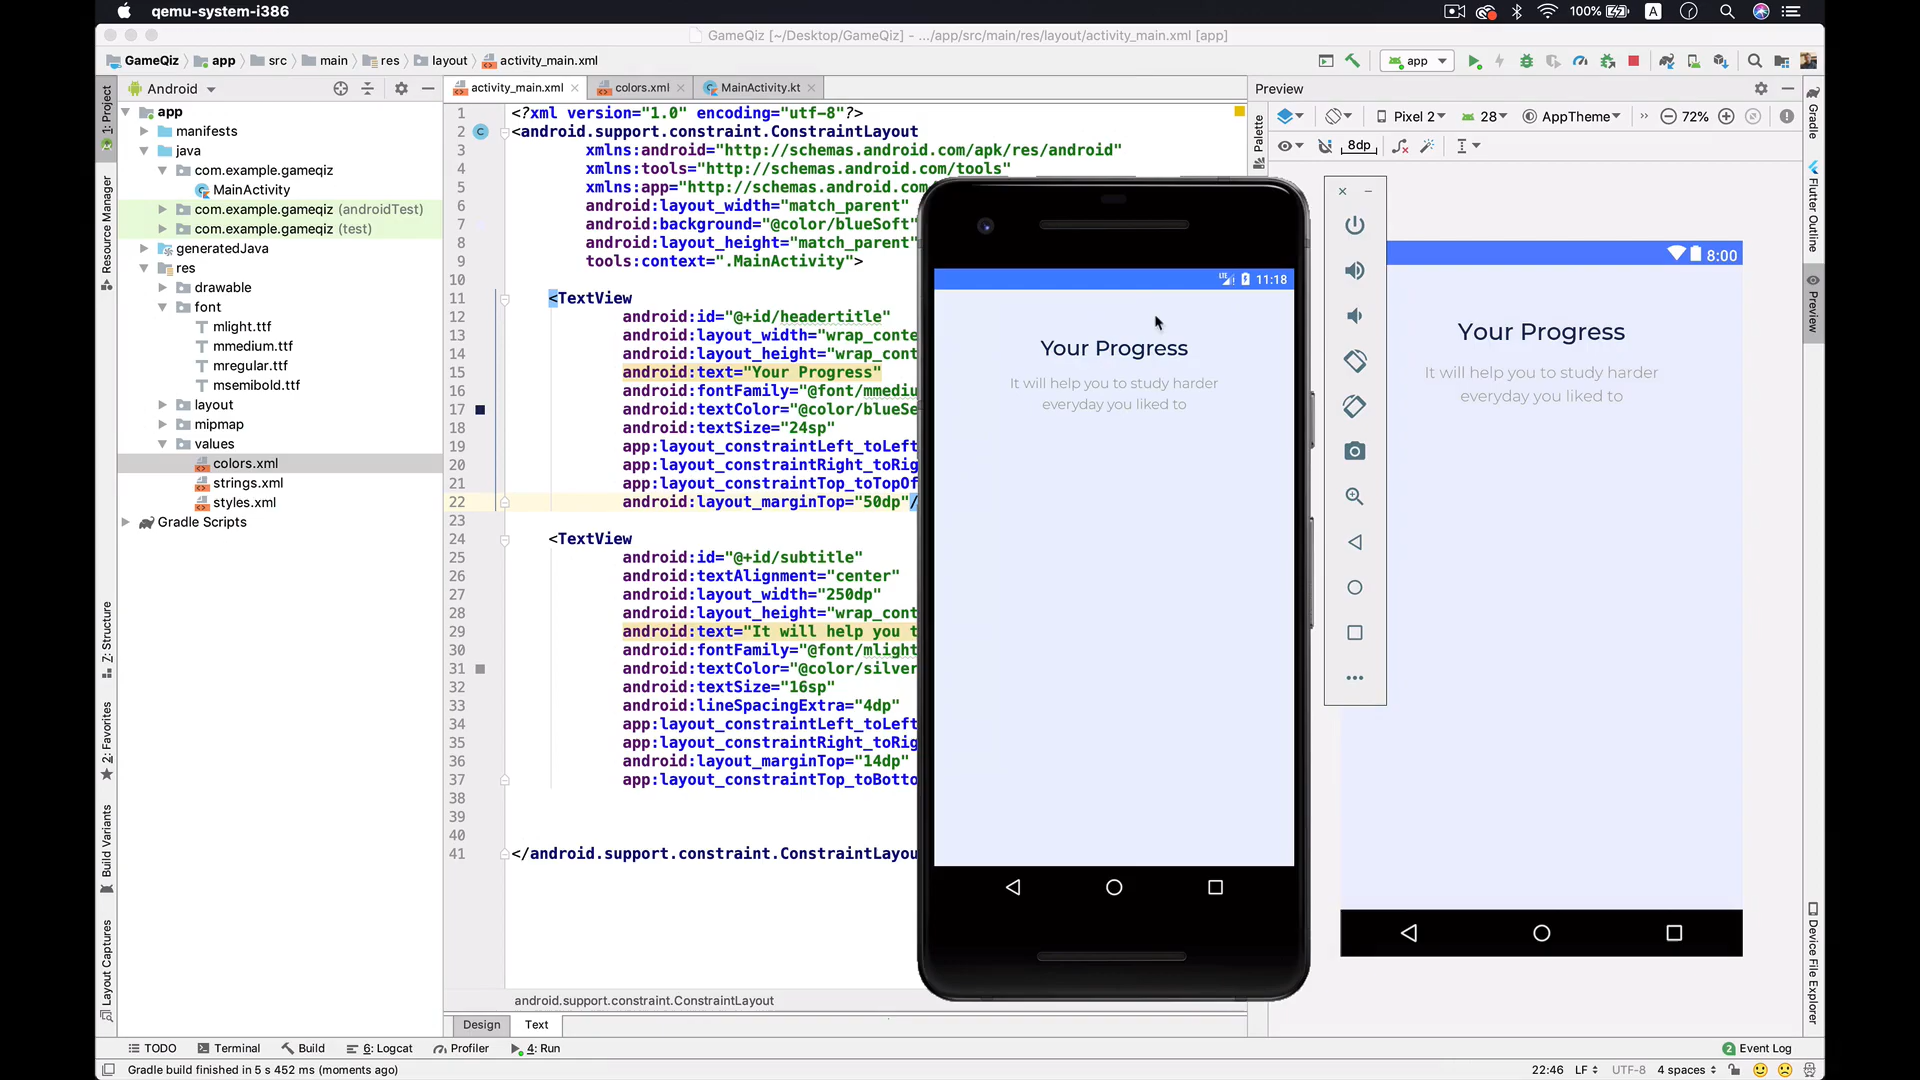 qemu-system-i386
100%
A
GameQiz [~/Desktop/GameQiz] - .../app/src/main/res/layout/activity_main.xml [app]
GameQiz
app
src
main
res
layout
activity_main.xml
app
Android
activity_main.xml
colors.xml
MainActivity.kt
Preview
1: Project
Resource Manager
Z: Structure
2: Favorites
Build Variants
Layout Captures
app
manifests
java
com.example.gameqiz
MainActivity
com.example.gameqiz (androidTest)
com.example.gameqiz (test)
generatedJava
res
drawable
font
mlight.ttf
mmedium.ttf
mregular.ttf
msemibold.ttf
layout
mipmap
values
colors.xml
strings.xml
styles.xml
Gradle Scripts
1 <?xml version="1.0" encoding="utf-8"?>
2 <android.support.constraint.ConstraintLayout
3 xmlns:android="http://schemas.android.com/apk/res/android"
4 xmlns:tools="http://schemas.android.com/tools"
5 xmlns:app="http://schemas.android.com
6 android:layout_width="match_parent"
7 android:background="@color/blueSoft"
8 android:layout_height="match_parent"
9 tools:context=".MainActivity">
10
11 <TextView
12 android:id="@+id/headertitle"
13 android:layout_width="wrap_conte
14 android:layout_height="wrap_cont
15 android:text="Your Progress"
16 android:fontFamily="@font/mmediu
17 android:textColor="@color/blueSe
18 android:textSize="24sp"
19 app:layout_constraintLeft_toLeft
20 app:layout_constraintRight_toRig
21 app:layout_constraintTop_toTopOf
22 android:layout_marginTop="50dp"/
23
24 <TextView
25 android:id="@+id/subtitle"
26 android:textAlignment="center"
27 android:layout_width="250dp"
28 android:layout_height="wrap_cont
29 android:text="It will help you t
30 android:fontFamily="@font/mlight
31 android:textColor="@color/silver
32 android:textSize="16sp"
33 android:lineSpacingExtra="4dp"
34 app:layout_constraintLeft_toLeft
35 app:layout_constraintRight_toRig
36 android:layout_marginTop="14dp"
37 app:layout_constraintTop_toBotto
38
39
40
41 </android.support.constraint.ConstraintLayou
android.support.constraint.ConstraintLayout
Design
Text
LTE 11:18
Your Progress
It will help you to study harder
everyday you liked to
Palette
Pixel 2
28
AppTheme
72%
8dp
8:00
Your Progress
It will help you to study harder
everyday you liked to
Gradle
Flutter Outline
Preview
Device File Explorer
TODO
Terminal
Build
6: Logcat
Profiler
4: Run
2 Event Log
Gradle build finished in 5 s 452 ms (moments ago)
22:46
LF
UTF-8
4 spaces